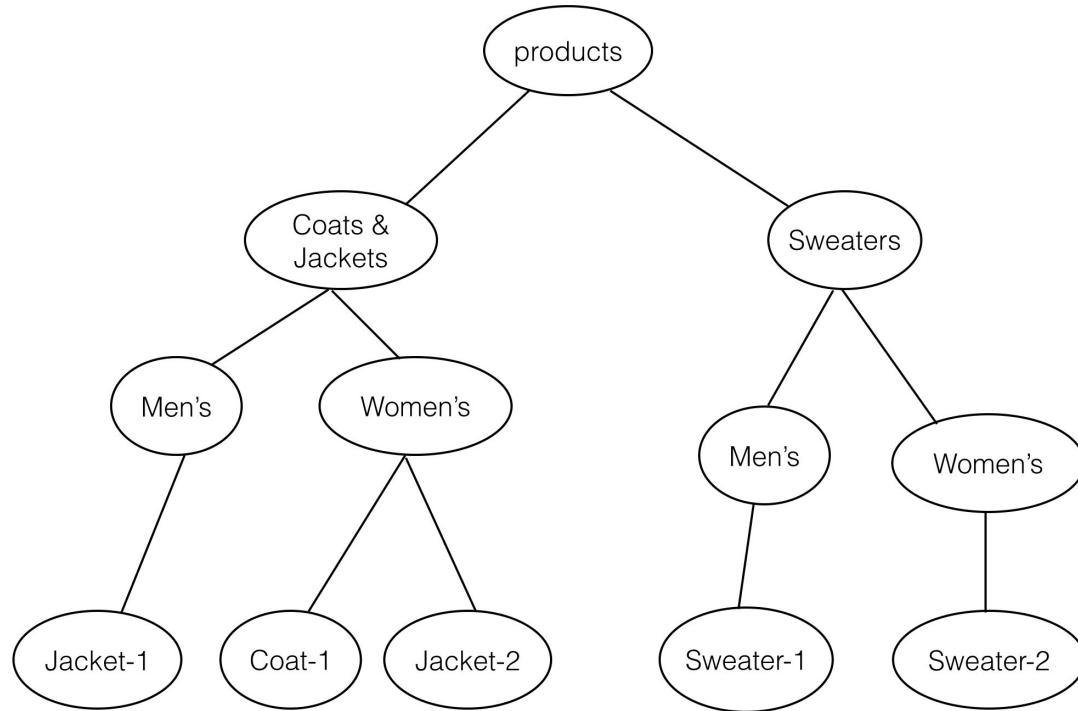 products
Coats &
Jackets
Sweaters
Men’s
Women’s
Men’s
Women’s
Jacket-1
Coat-1
Jacket-2
Sweater-1
Sweater-2